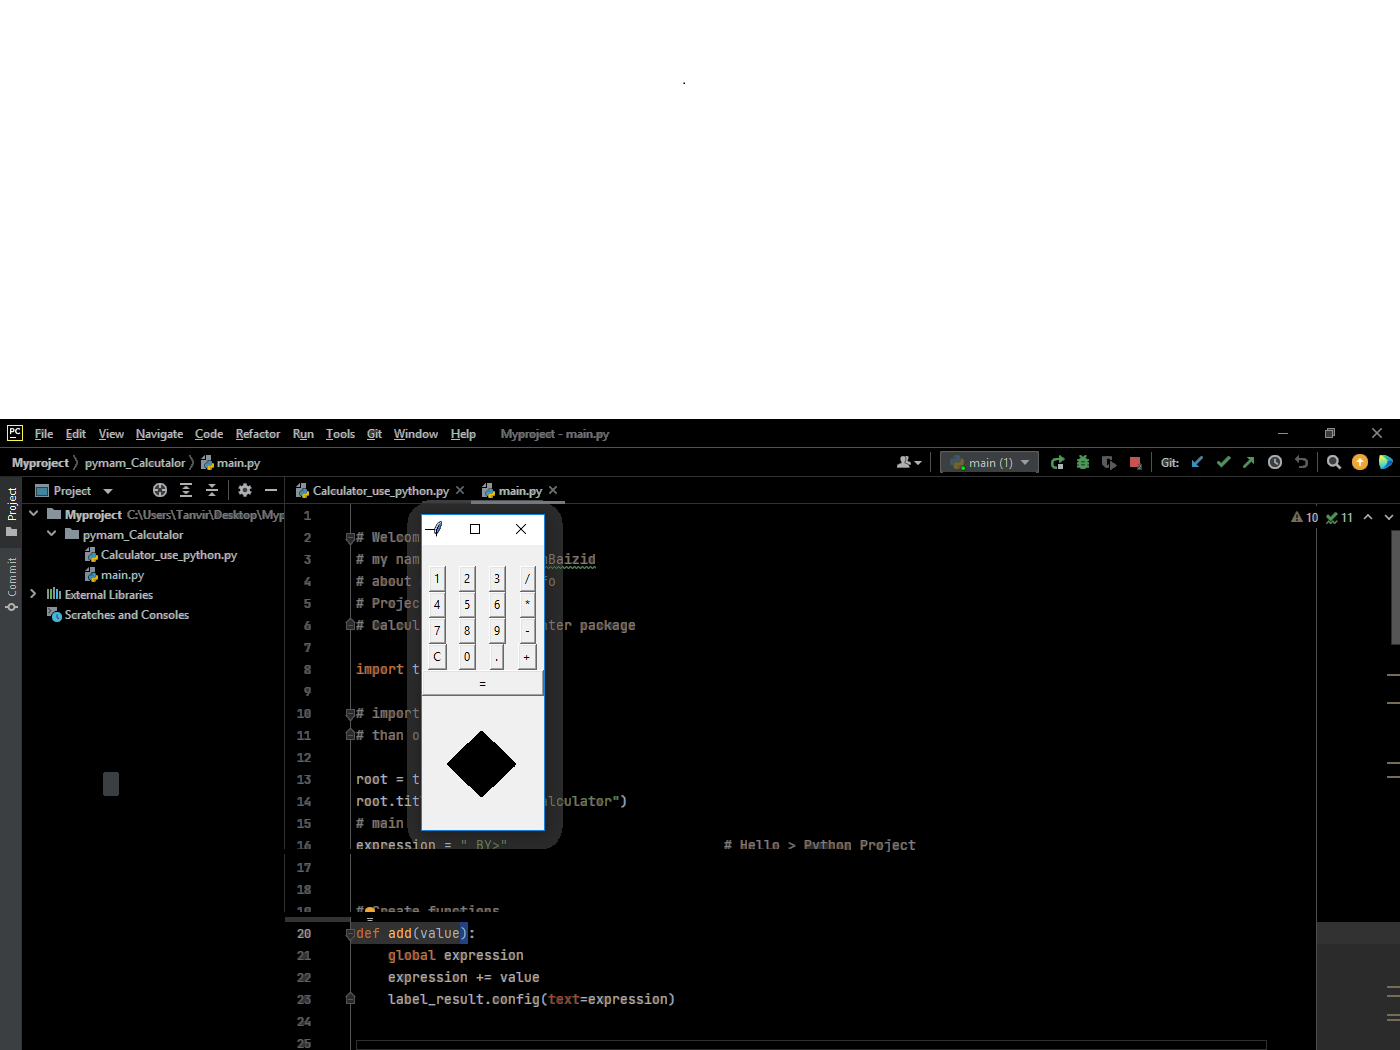 .
PC File Edit View Navigate Code Refactor Run Tools Git Window Help Myproject - main.py
Myproject pymam_Calcutalor main.py main (1) Git:
Project Calculator_use_python.py main.py
Project
Commit
Myproject C:\Users\Tanvir\Desktop\Myp
pymam_Calcutalor
Calculator_use_python.py
main.py
External Libraries
Scratches and Consoles
10 11
1
2 # Welcom
3 # my nam Baizid
4 # about fo
5 # Projec
6 # Calcul ter package
7
8 import t
9
10 # import
11 # than o
12
13 root = t
14 root.tit alculator")
15 # main
16 expression = " BY>" # Hello > Python Project
17
18
19 # Create functions
20 def add(value):
21 global expression
22 expression += value
23 label_result.config(text=expression)
24
25
1 2 3 /
4 5 6 *
7 8 9 -
C 0 . +
=